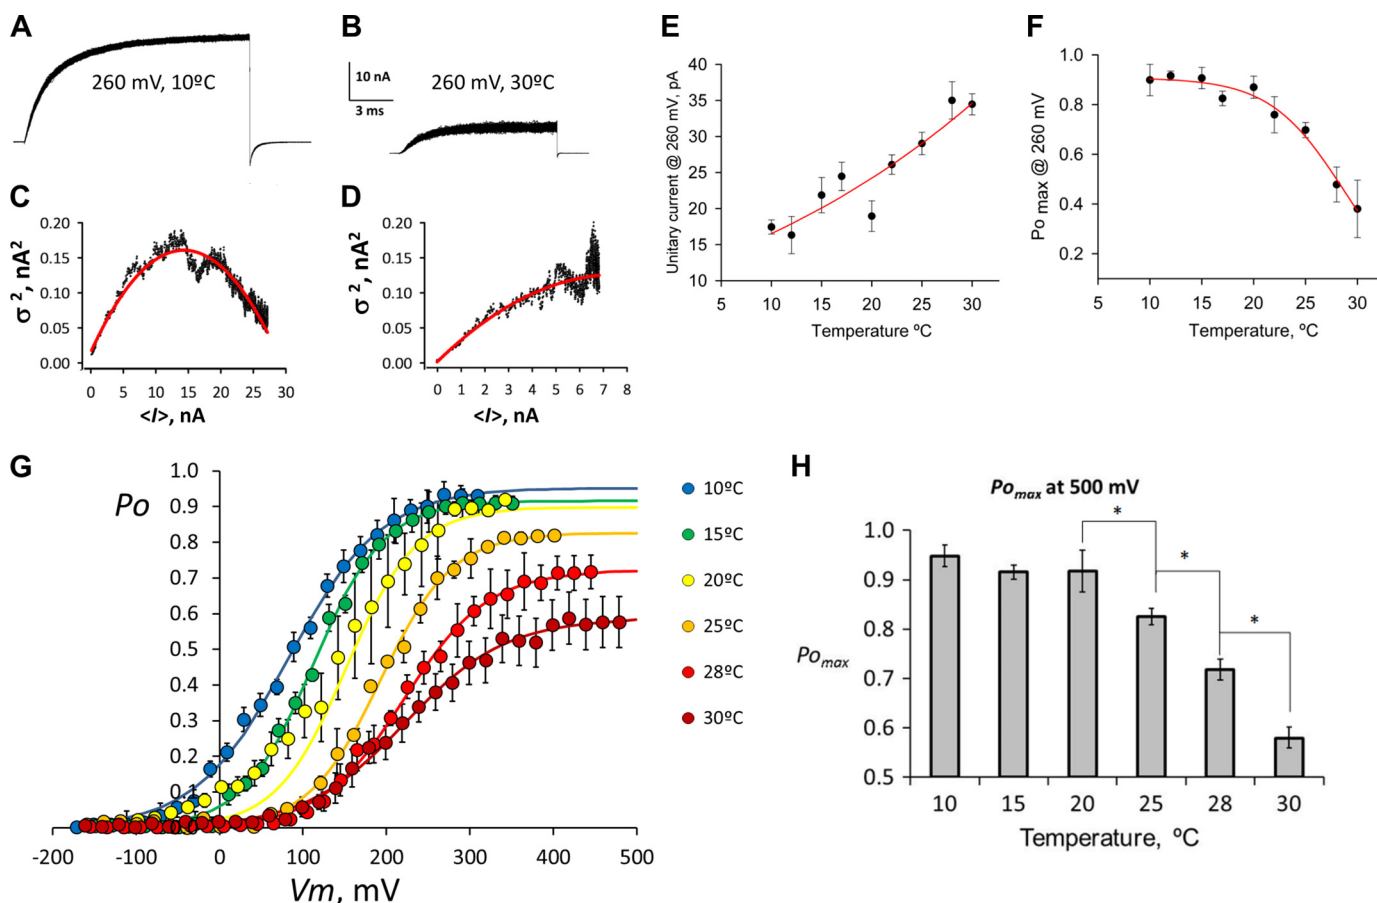 A
260 mV, 10ºC
B
10 nA
3 ms
260 mV, 30ºC
C
σ ², nA²
0.20
0.15
0.10
0.05
0.00
0 5 10 15 20 25 30
<I>, nA
D
σ ², nA²
0.20
0.15
0.10
0.05
0.00
0 1 2 3 4 5 6 7 8
<I>, nA
E
Unitary current @ 260 mV, pA
40
35
30
25
20
15
10
5 10 15 20 25 30
Temperature ºC
F
Po max @ 260 mV
1.0
0.8
0.6
0.4
0.2
5 10 15 20 25 30
Temperature, ºC
G
Po
1.0
0.9
0.8
0.7
0.6
0.5
0.4
0.3
0.2
0.1
0
-200 -100 0 100 200 300 400 500
Vm, mV
10ºC
15ºC
20ºC
25ºC
28ºC
30ºC
H
Pomax at 500 mV
*
*
*
Pomax
1.0
0.9
0.8
0.7
0.6
0.5
10 15 20 25 28 30
Temperature, ºC